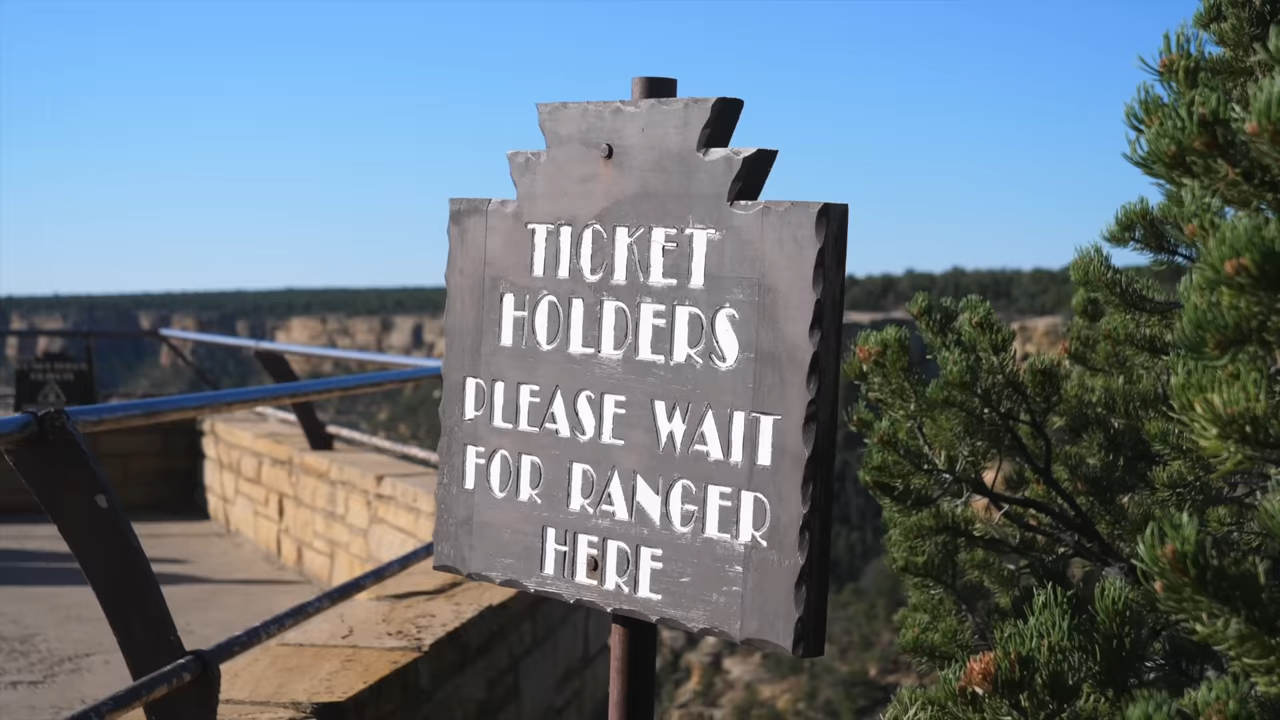 TICKET
HOLDERS
PLEASE WAIT
FOR RANGER
HERE